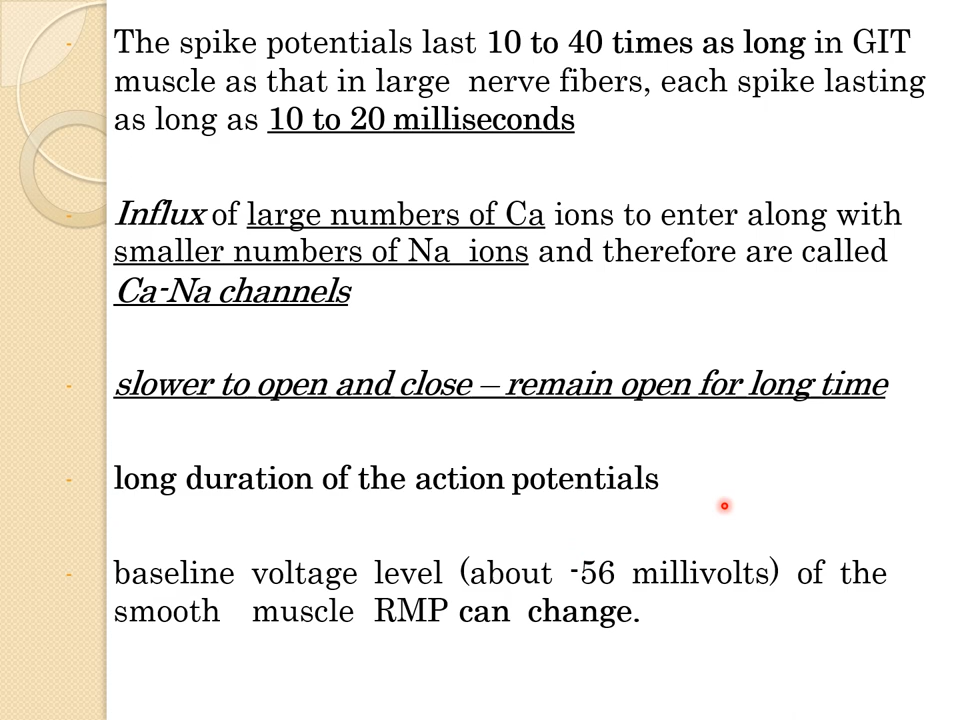 - The spike potentials last 10 to 40 times as long in GIT
muscle as that in large nerve fibers, each spike lasting
as long as 10 to 20 milliseconds
- Influx of large numbers of Ca ions to enter along with
smaller numbers of Na ions and therefore are called
Ca-Na channels
- slower to open and close – remain open for long time
- long duration of the action potentials
- baseline voltage level (about -56 millivolts) of the
smooth muscle RMP can change.